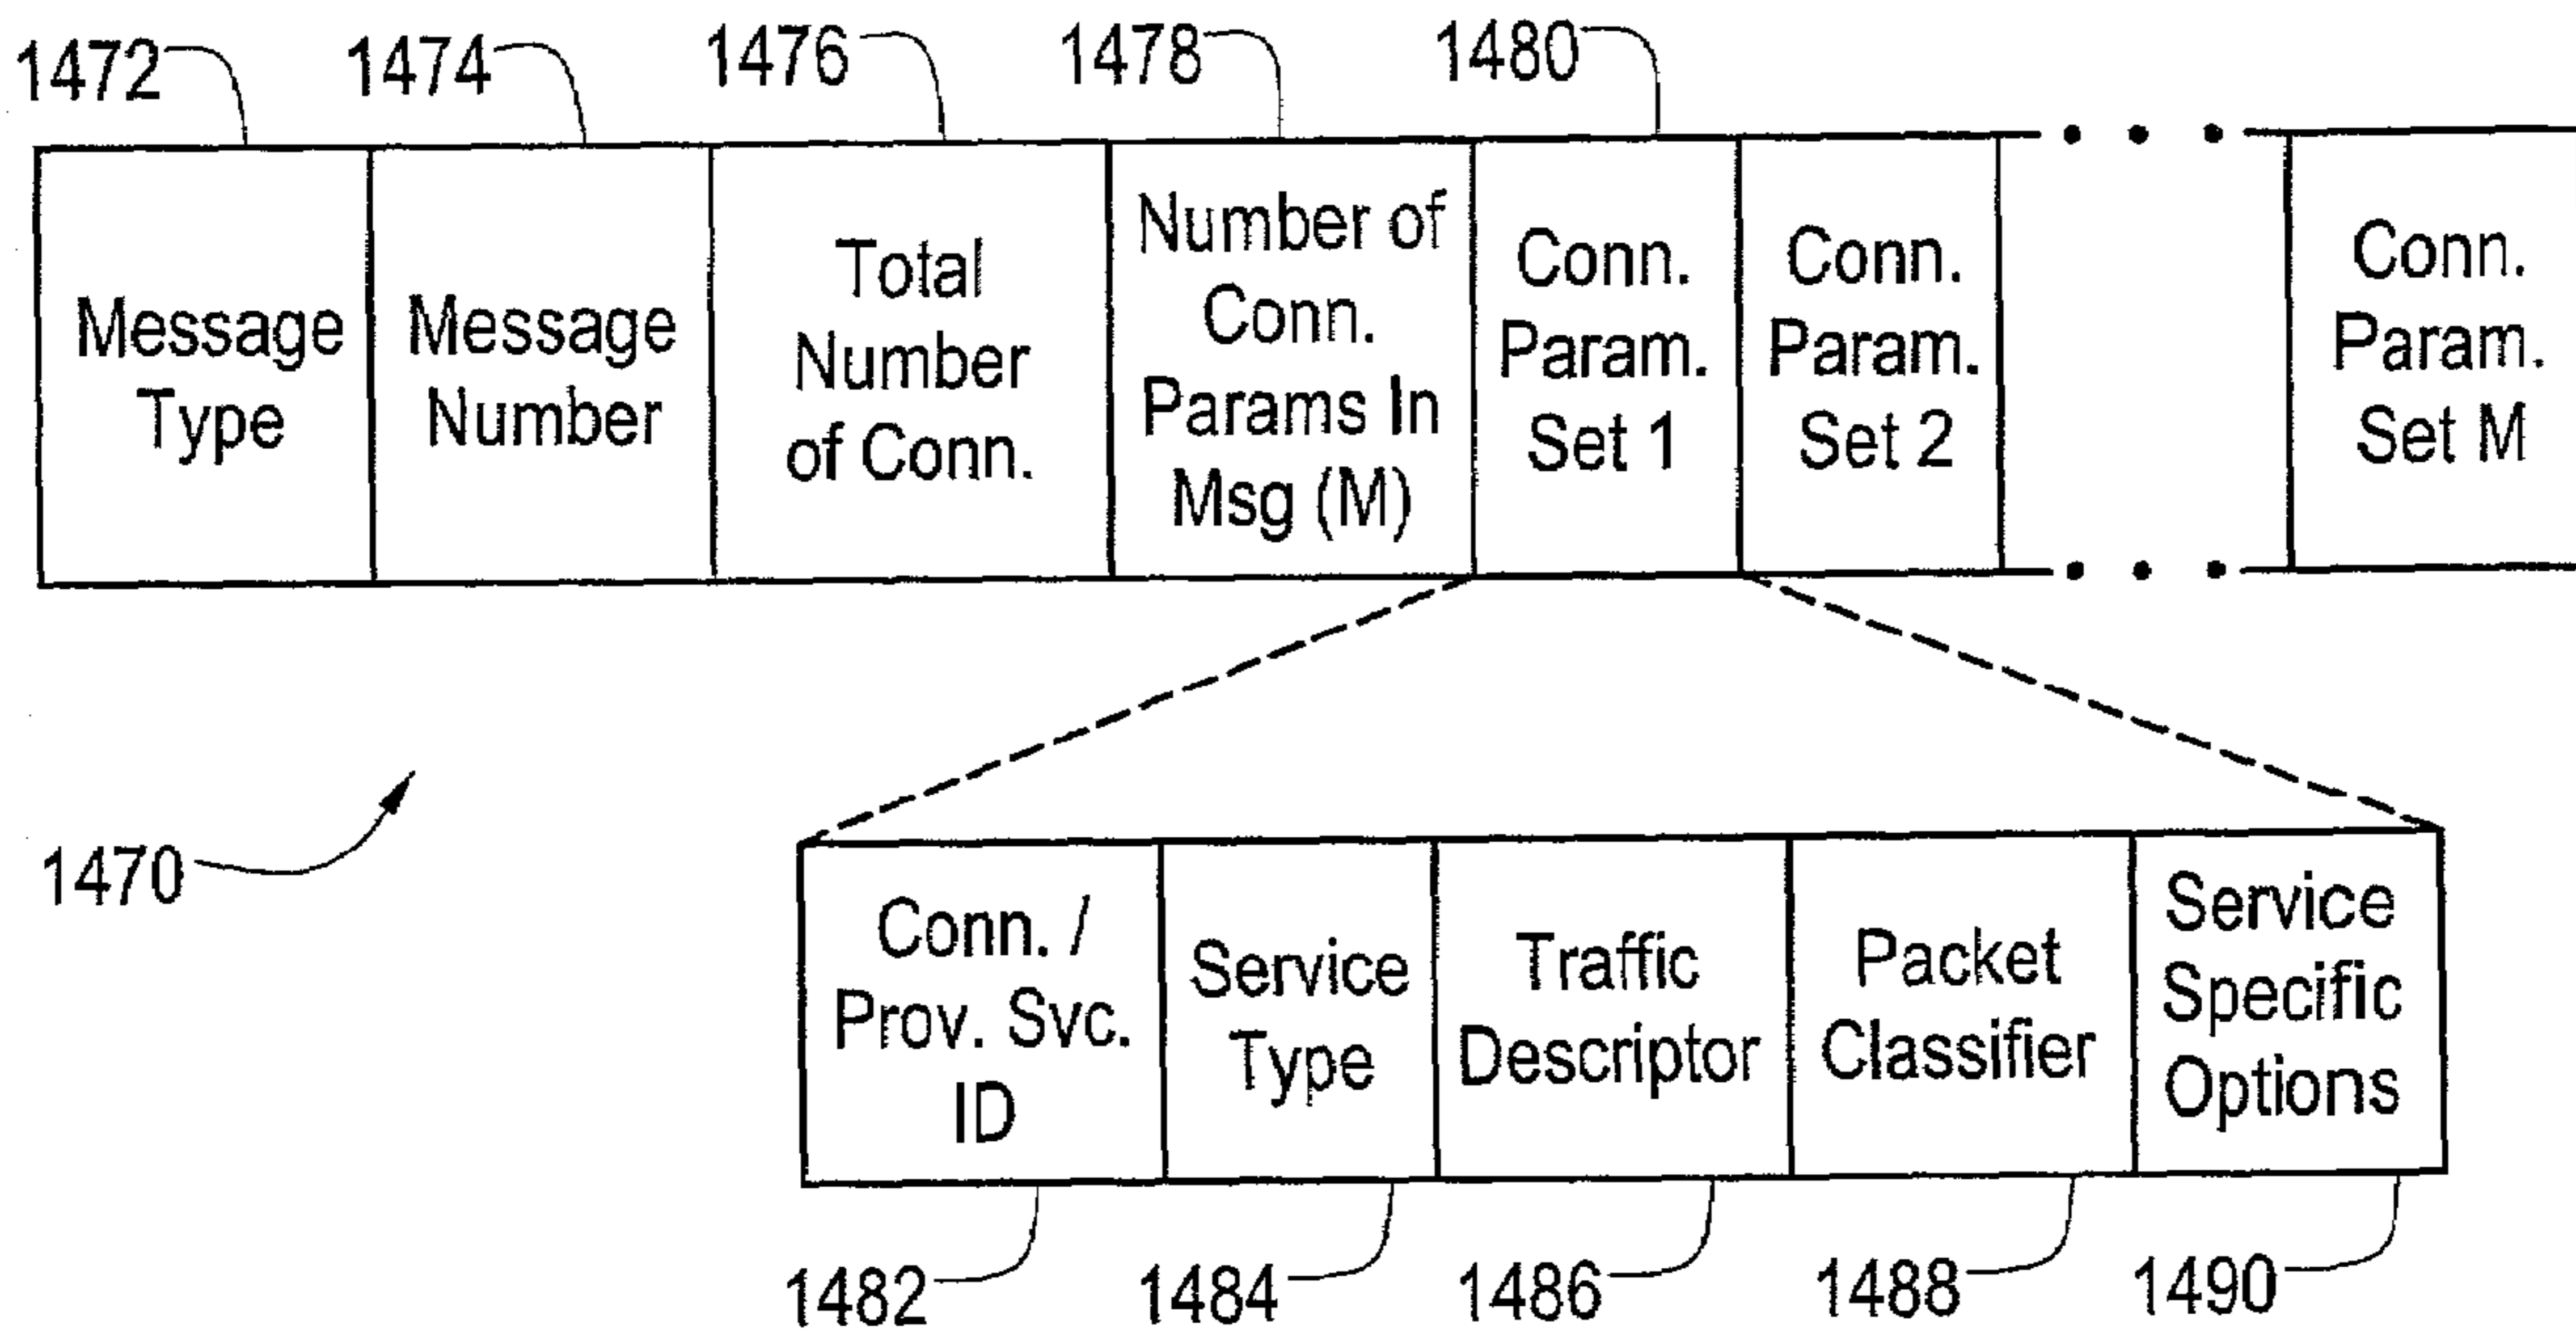 1472
1474
1476
1478
1480
Message
Type
Message
Number
Total
Number
of Conn.
Number of
Conn.
Params In
Msg (M)
Conn.
Param.
Set 1
Conn.
Param.
Set 2
Conn.
Param.
Set M
1470
Conn. /
Prov. Svc.
ID
Service
Type
Traffic
Descriptor
Packet
Classifier
Service
Specific
Options
1482
1484
1486
1488
1490